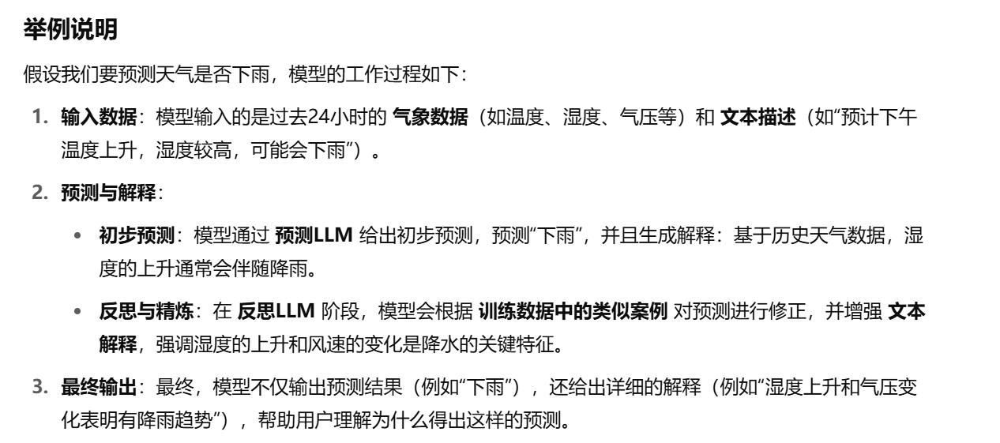 举例说明
假设我们要预测天气是否下雨，模型的工作过程如下：
1. 输入数据：模型输入的是过去24小时的 气象数据（如温度、湿度、气压等）和 文本描述（如“预计下午
温度上升，湿度较高，可能会下雨”）。
2. 预测与解释：
• 初步预测：模型通过 预测LLM 给出初步预测，预测“下雨”，并且生成解释：基于历史天气数据，湿
度的上升通常会伴随降雨。
• 反思与精炼：在 反思LLM 阶段，模型会根据 训练数据中的类似案例 对预测进行修正，并增强 文本
解释，强调湿度的上升和风速的变化是降水的关键特征。
3. 最终输出：最终，模型不仅输出预测结果（例如“下雨”），还给出详细的解释（例如“湿度上升和气压变
化表明有降雨趋势”），帮助用户理解为什么得出这样的预测。